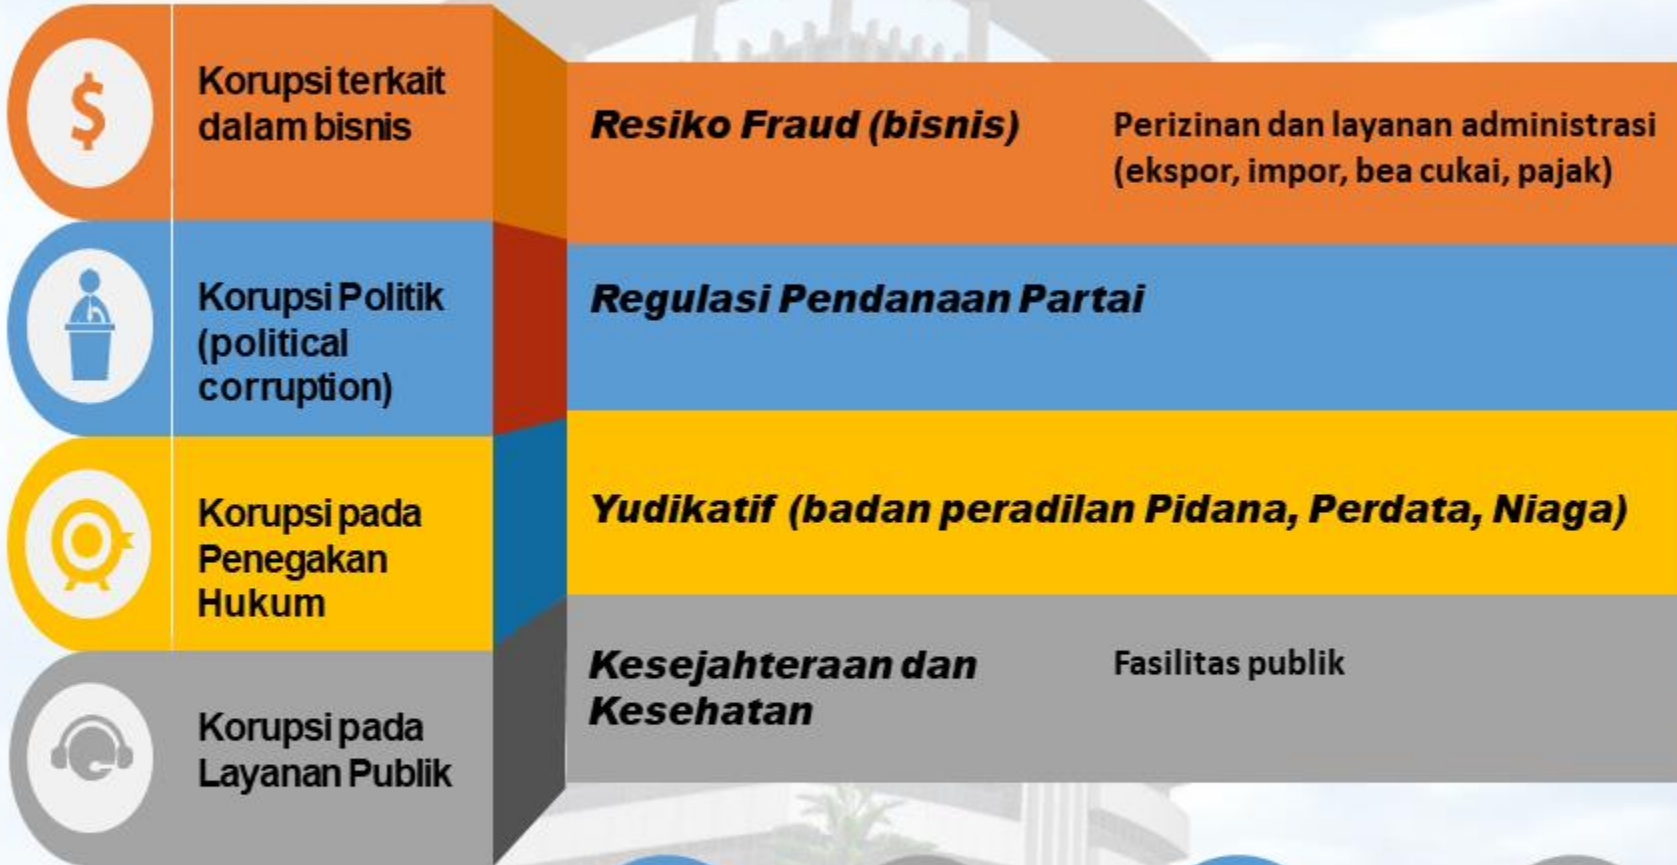 Korupsi terkait
dalam bisnis
Resiko Fraud (bisnis)
Perizinan dan layanan administrasi
(ekspor, impor, bea cukai, pajak)
Korupsi Politik
(political
corruption)
Regulasi Pendanaan Partai
Korupsi pada
Penegakan
Hukum
Yudikatif (badan peradilan Pidana, Perdata, Niaga)
Korupsi pada
Layanan Publik
Kesejahteraan dan
Kesehatan
Fasilitas publik